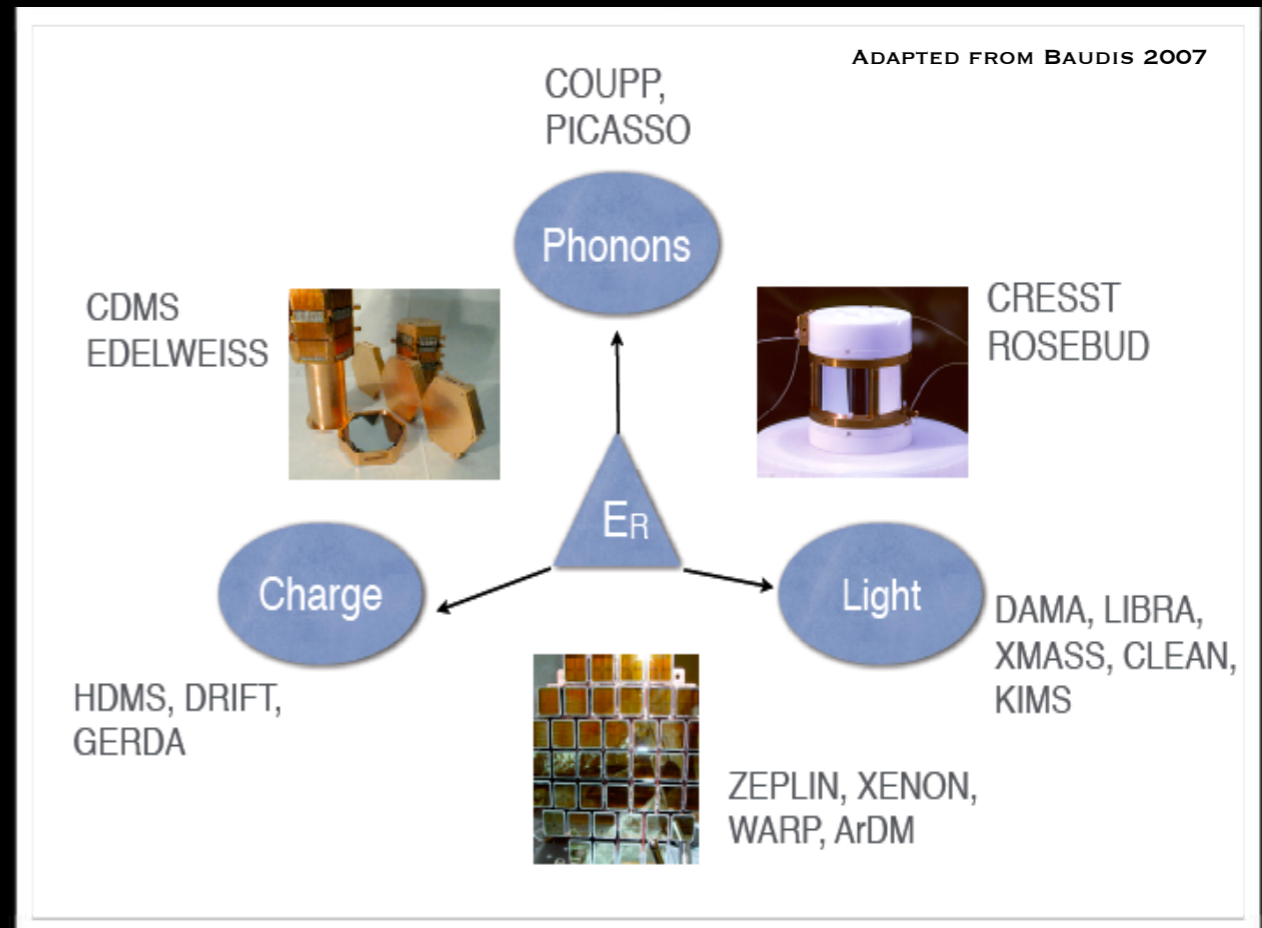 ADAPTED FROM BAUDIS 2007
COUPP,
PICASSO
Phonons
CDMS
EDELWEISS
CRESST
ROSEBUD
ER
Charge
Light
DAMA, LIBRA,
XMASS, CLEAN,
KIMS
HDMS, DRIFT,
GERDA
ZEPLIN, XENON,
WARP, ArDM